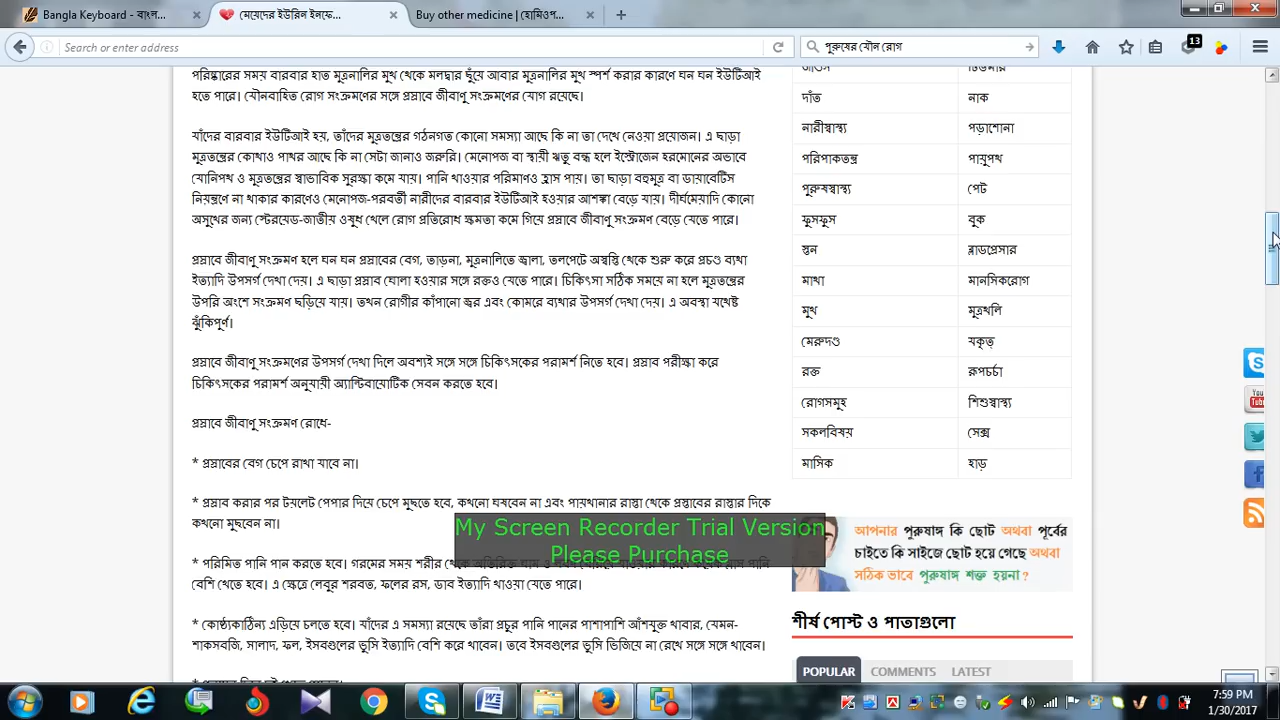 Bangla Keyboard - বাংল...
মেয়েদের ইউরিন ইনফে...
Buy other medicine | হোমিওপ...
Search or enter address
পুরুষের যৌন রোগ
13
পরিষ্কারের সময় বারবার হাত মূত্রনালির মুখ থেকে মলদ্বার ছুঁয়ে আবার মূত্রনালির মুখ স্পর্শ করার কারণে ঘন ঘন ইউটিআই
হতে পারে। যৌনবাহিত রোগ সংক্রমণের সঙ্গে প্রস্রাবে জীবাণু সংক্রমণের যোগ রয়েছে।
যাঁদের বারবার ইউটিআই হয়, তাঁদের মূত্রতন্ত্রের গঠনগত কোনো সমস্যা আছে কি না তা দেখে নেওয়া প্রয়োজন। এ ছাড়া
মূত্রতন্ত্রের কোথাও পাথর আছে কি না সেটা জানাও জরুরি। মেনোপজ বা স্থায়ী ঋতু বন্ধ হলে ইস্ট্রোজেন হরমোনের অভাবে
যোনিপথ ও মূত্রতন্ত্রের স্বাভাবিক সুরক্ষা কমে যায়। পানি খাওয়ার পরিমাণও হ্রাস পায়। তা ছাড়া বহুমূত্র বা ডায়াবেটিস
নিয়ন্ত্রণে না থাকার কারণেও মেনোপজ-পরবর্তী নারীদের বারবার ইউটিআই হওয়ার আশঙ্কা বেড়ে যায়। দীর্ঘমেয়াদি কোনো
অসুখের জন্য স্টেরয়েড-জাতীয় ওষুধ খেলে রোগ প্রতিরোধ ক্ষমতা কমে গিয়ে প্রস্রাবে জীবাণু সংক্রমণ বেড়ে যেতে পারে।
প্রস্রাবে জীবাণু সংক্রমণ হলে ঘন ঘন প্রস্রাবের বেগ, তাড়না, মূত্রনালিতে জ্বালা, তলপেটে অস্বস্তি থেকে শুরু করে প্রচণ্ড ব্যথা
ইত্যাদি উপসর্গ দেখা দেয়। এ ছাড়া প্রস্রাব ঘোলা হওয়ার সঙ্গে রক্তও যেতে পারে। চিকিৎসা সঠিক সময়ে না হলে মূত্রতন্ত্রের
উপরি অংশে সংক্রমণ ছড়িয়ে যায়। তখন রোগীর কাঁপানো জ্বর এবং কোমরে ব্যথার উপসর্গ দেখা দেয়। এ অবস্থা যথেষ্ট
ঝুঁকিপূর্ণ।
প্রস্রাবে জীবাণু সংক্রমণের উপসর্গ দেখা দিলে অবশ্যই সঙ্গে সঙ্গে চিকিৎসকের পরামর্শ নিতে হবে। প্রস্রাব পরীক্ষা করে
চিকিৎসকের পরামর্শ অনুযায়ী অ্যান্টিবায়োটিক সেবন করতে হবে।
প্রস্রাবে জীবাণু সংক্রমণ রোধে-
* প্রস্রাবের বেগ চেপে রাখা যাবে না।
* প্রস্রাব করার পর টয়লেট পেপার দিয়ে চেপে মুছতে হবে, কখনো ঘষবেন না এবং পায়খানার রাস্তা থেকে প্রস্রাবের রাস্তার দিকে
কখনো মুছবেন না।
* পরিমিত পানি পান করতে হবে। গরমের সময় শরীর থেকে অতিরিক্ত ঘাম পানি
বেশি খেতে হবে। এ ক্ষেত্রে লেবুর শরবত, ফলের রস, ডাব ইত্যাদি খাওয়া যেতে পারে।
* কোষ্ঠ্যকাঠিন্য এড়িয়ে চলতে হবে। যাঁদের এ সমস্যা রয়েছে তাঁরা প্রচুর পানি পানের পাশাপাশি আঁশযুক্ত খাবার, যেমন-
শাকসবজি, সালাদ, ফল, ইসবগুলের ভুসি ইত্যাদি বেশি করে খাবেন। তবে ইসবগুলের ভুসি ভিজিয়ে না রেখে সঙ্গে সঙ্গে খাবেন।
দাঁত নাক
নারীস্বাস্থ্য পড়াশোনা
পরিপাকতন্ত্র পায়ুপথ
পুরুষস্বাস্থ্য পেট
ফুসফুস বুক
স্তন ব্লাডপ্রেসার
মাথা মানসিকরোগ
মুখ মূত্রথলি
মেরুদণ্ড যকৃত্
রক্ত রূপচর্চা
রোগসমূহ শিশুস্বাস্থ্য
সকলবিষয় সেক্স
মাসিক হাড়
My Screen Recorder Trial Version
Please Purchase
আপনার পুরুষাঙ্গ কি ছোট অথবা পূর্বের
চাইতে কি সাইজে ছোট হয়ে গেছে অথবা
সঠিক ভাবে পুরুষাঙ্গ শক্ত হয়না ?
শীর্ষ পোস্ট ও পাতাগুলো
POPULAR COMMENTS LATEST
You
7:59 PM
1/30/2017